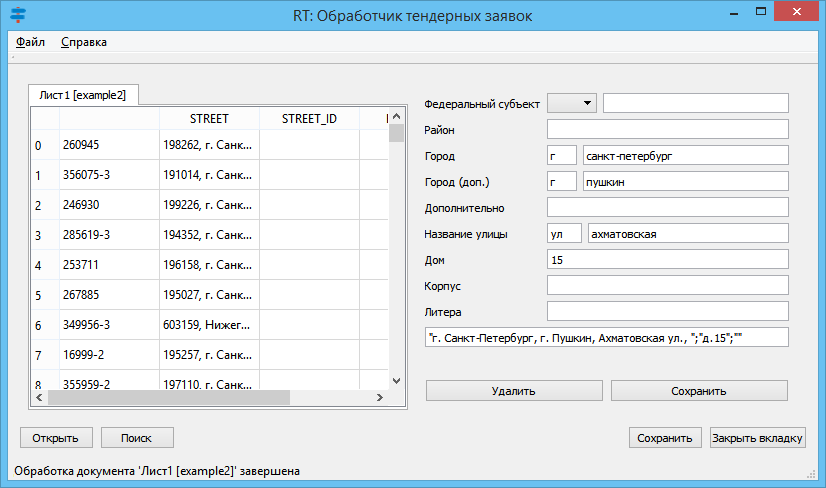 RT: Обработчик тендерных заявок
Файл Справка
Лист1 [example2]
STREET STREET_ID
0 260945 198262, г. Санк...
1 356075-3 191014, г. Санк...
2 246930 199226, г. Санк...
3 285619-3 194352, г. Санк...
4 253711 196158, г. Санк...
5 267885 195027, г. Санк...
6 349956-3 603159, Нижег...
7 16999-2 195257, г. Санк...
8 355959-2 197110, г. Санк...
Федеральный субъект
Район
Город г санкт-петербург
Город (доп.) г пушкин
Дополнительно
Название улицы ул ахматовская
Дом 15
Корпус
Литера
"г. Санкт-Петербург, г. Пушкин, Ахматовская ул., ";"д.15";""
Удалить Сохранить
Открыть Поиск Сохранить Закрыть вкладку
Обработка документа 'Лист1 [example2]' завершена